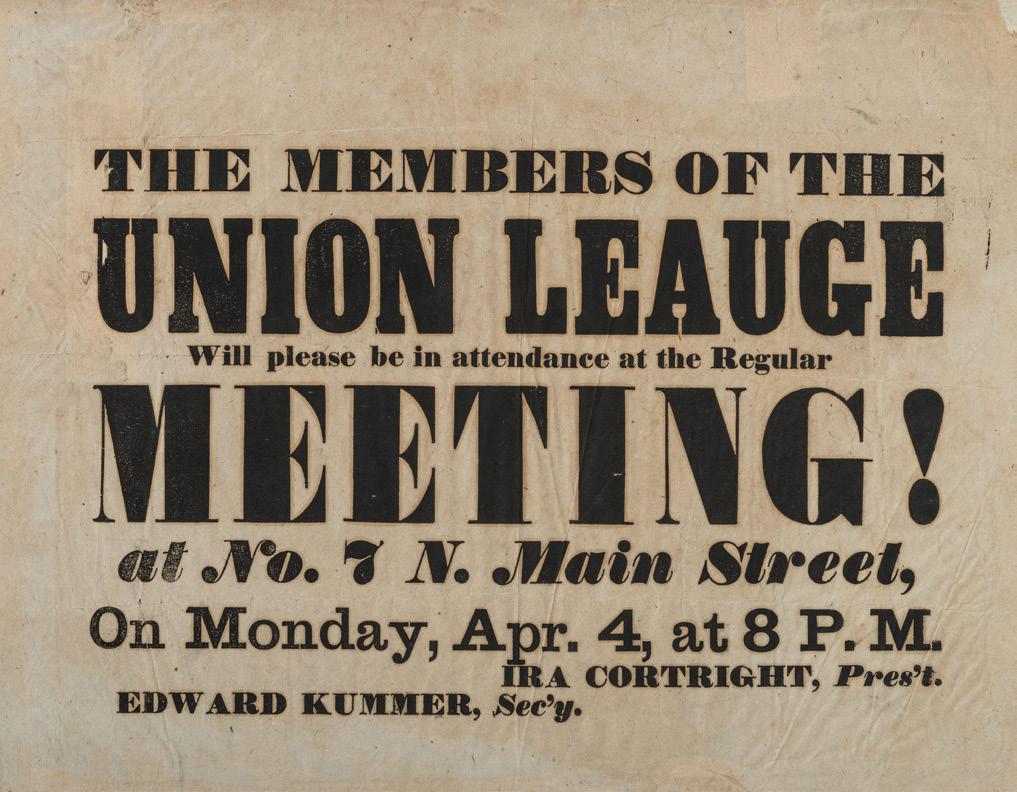 THE MEMBERS OF THE
UNION LEAUGE
Will please be in attendance at the Regular
MEETING!
at No. 7 N. Main Street,
On Monday, Apr. 4, at 8 P. M.
IRA CORTRIGHT, Pres't.
EDWARD KUMMER, Sec'y.